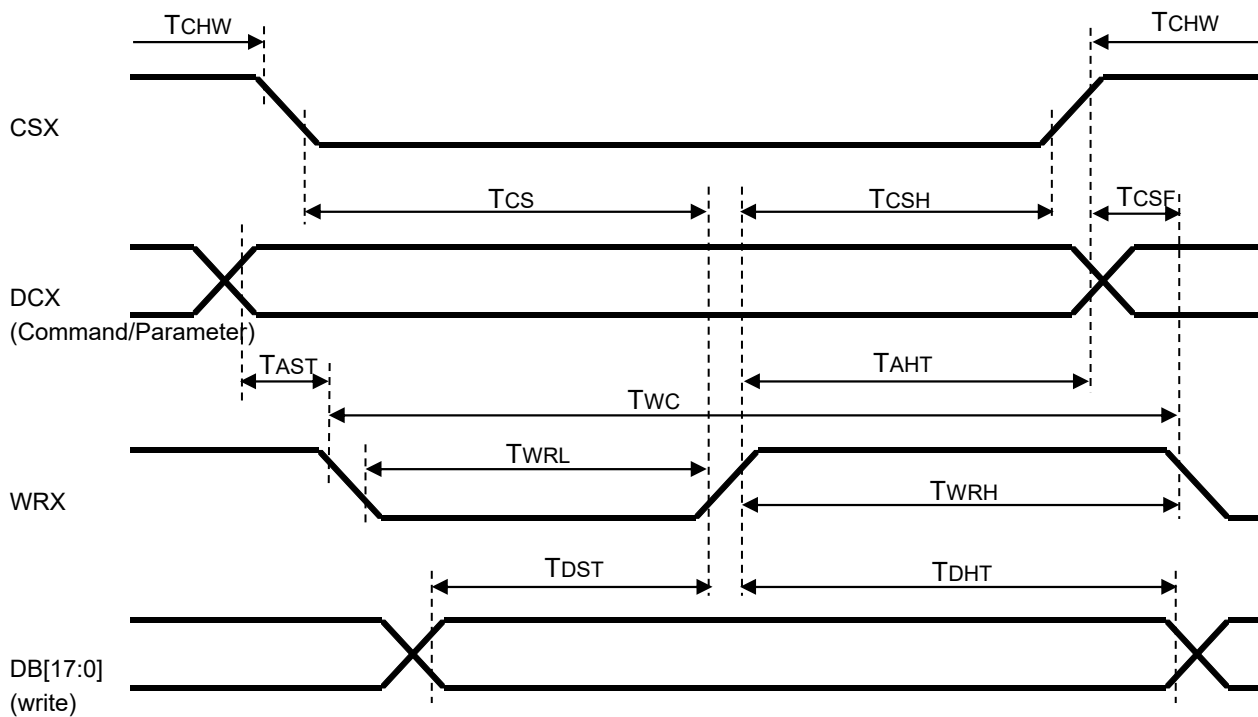 TCHW
TCHW
CSX
TCS
TCSH
TCSF
DCX
(Command/Parameter)
TAST
TAHT
TWC
TWRL
WRX
TWRH
TDST
TDHT
DB[17:0]
(write)